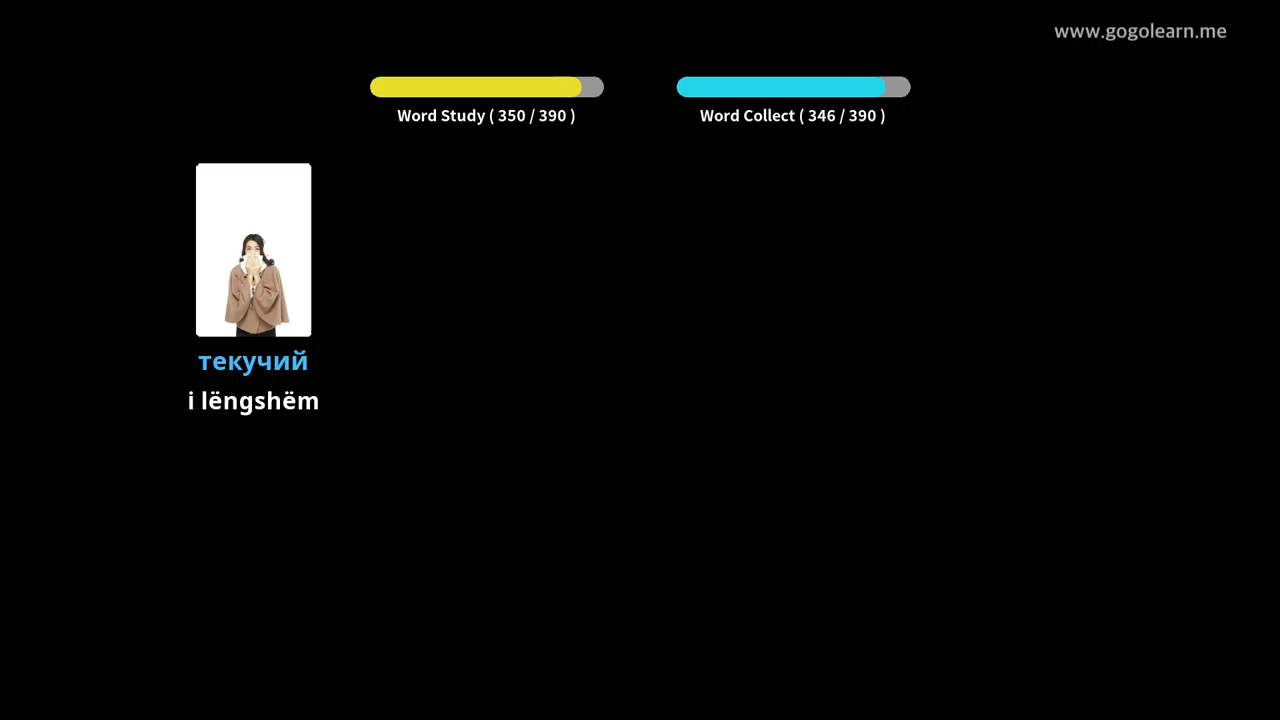 www.gogolearn.me
Word Study ( 350 / 390 )
Word Collect ( 346 / 390 )
текучий
i lëngshëm